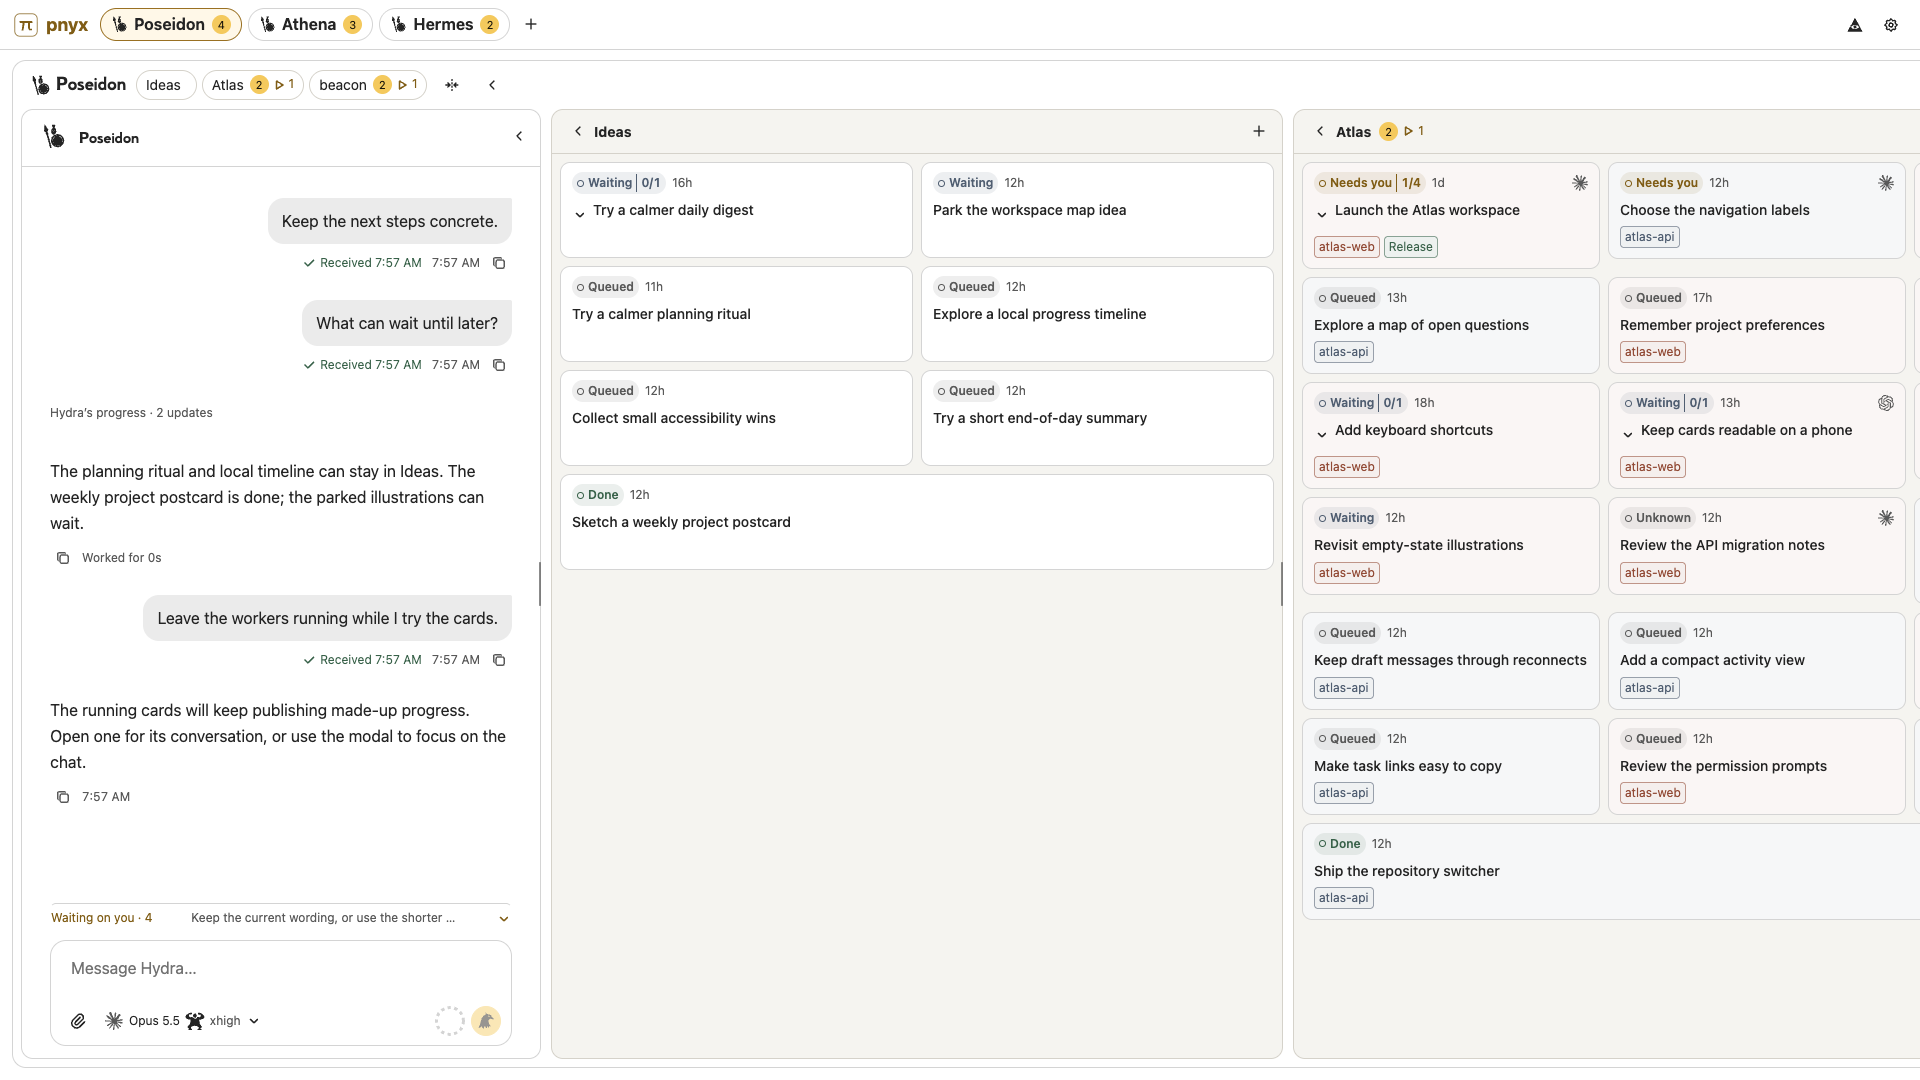 π pnyx Poseidon 4 Athena 3 Hermes 2 +
Poseidon Ideas Atlas 2 1 beacon 2 1
Poseidon
Keep the next steps concrete.
Received 7:57 AM 7:57 AM
What can wait until later?
Received 7:57 AM 7:57 AM
Hydra's progress · 2 updates
The planning ritual and local timeline can stay in Ideas. The
weekly project postcard is done; the parked illustrations can
wait.
Worked for 0s
Leave the workers running while I try the cards.
Received 7:57 AM 7:57 AM
The running cards will keep publishing made-up progress.
Open one for its conversation, or use the modal to focus on the
chat.
7:57 AM
Waiting on you · 4 Keep the current wording, or use the shorter ...
Message Hydra...
Opus 5.5 xhigh
Ideas +
Waiting 0/1 16h
Try a calmer daily digest
Waiting 12h
Park the workspace map idea
Queued 11h
Try a calmer planning ritual
Queued 12h
Explore a local progress timeline
Queued 12h
Collect small accessibility wins
Queued 12h
Try a short end-of-day summary
Done 12h
Sketch a weekly project postcard
Atlas 2 1
Needs you 1/4 1d
Launch the Atlas workspace
atlas-web Release
Needs you 12h
Choose the navigation labels
atlas-api
Queued 13h
Explore a map of open questions
atlas-api
Queued 17h
Remember project preferences
atlas-web
Waiting 0/1 18h
Add keyboard shortcuts
atlas-web
Waiting 0/1 13h
Keep cards readable on a phone
atlas-web
Waiting 12h
Revisit empty-state illustrations
atlas-web
Unknown 12h
Review the API migration notes
atlas-web
Queued 12h
Keep draft messages through reconnects
atlas-api
Queued 12h
Add a compact activity view
atlas-api
Queued 12h
Make task links easy to copy
atlas-api
Queued 12h
Review the permission prompts
atlas-web
Done 12h
Ship the repository switcher
atlas-api